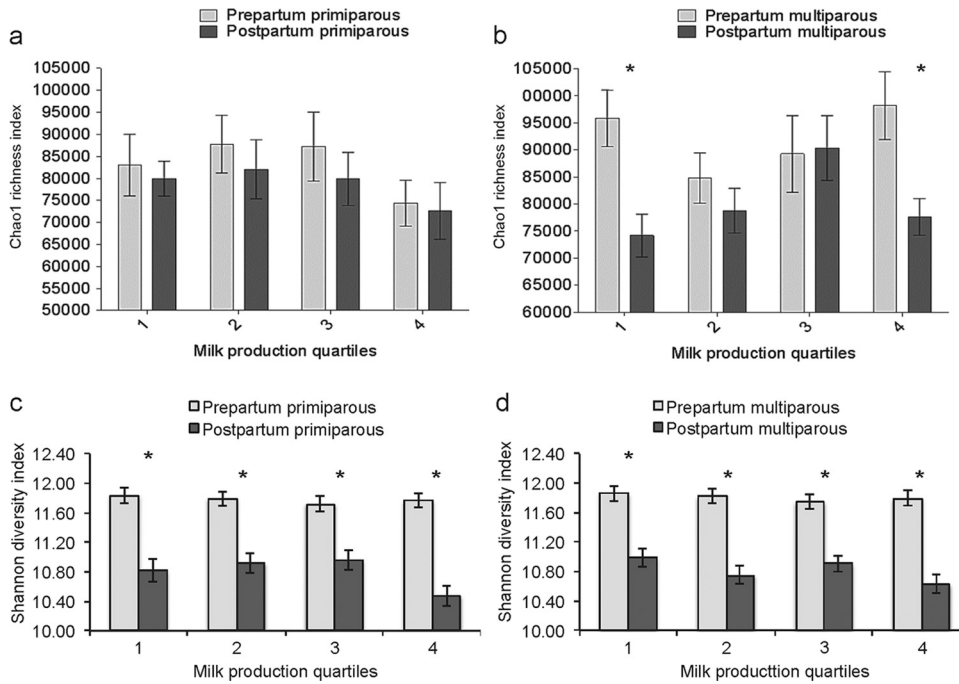 a
Prepartum primiparous
Postpartum primiparous
Chao1 richness index
105000
100000
95000
90000
85000
80000
75000
70000
65000
60000
55000
50000
1 2 3 4
Milk production quartiles
b
Prepartum multiparous
Postpartum multiparous
Chao1 richness index
* *
105000
00000
95000
90000
85000
80000
75000
70000
65000
60000
1 2 3 4
Milk production quartiles
c
Prepartum primiparous
Postpartum primiparous
Shannon diversity index
* * * *
12.40
12.00
11.60
11.20
10.80
10.40
10.00
1 2 3 4
Milk production quartiles
d
Prepartum multiparous
Postpartum multiparous
Shannon diversity index
* * * *
12.40
12.00
11.60
11.20
10.80
10.40
10.00
1 2 3 4
Milk producttion quartiles